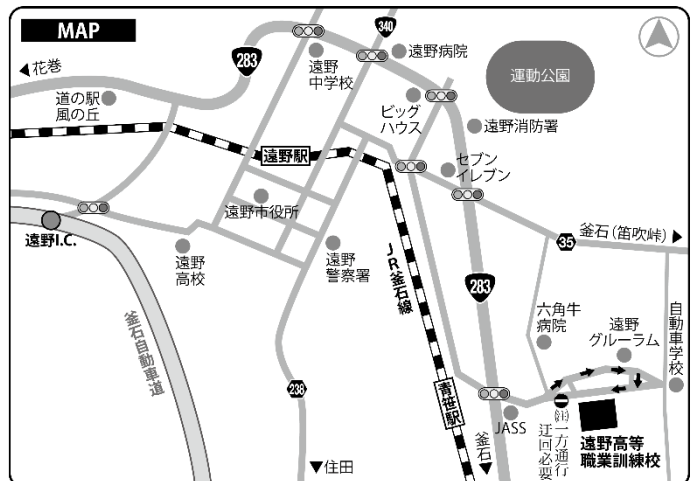 MAP
340
283
遠野病院
運動公園
花巻
遠野
中学校
道の駅
風の丘
ビッグ
ハウス
遠野消防署
遠野駅
セブン
イレブン
遠野市役所
遠野I.C.
遠野
高校
遠野
警察署
JR釜石線
35
釜石(笛吹峠)
283
六角牛
病院
遠野
グルーラム
自動車学校
釜石自動車道
238
青笹駅
JASS
(注)一方通行
迂回必要
遠野高等
職業訓練校
住田
釜石